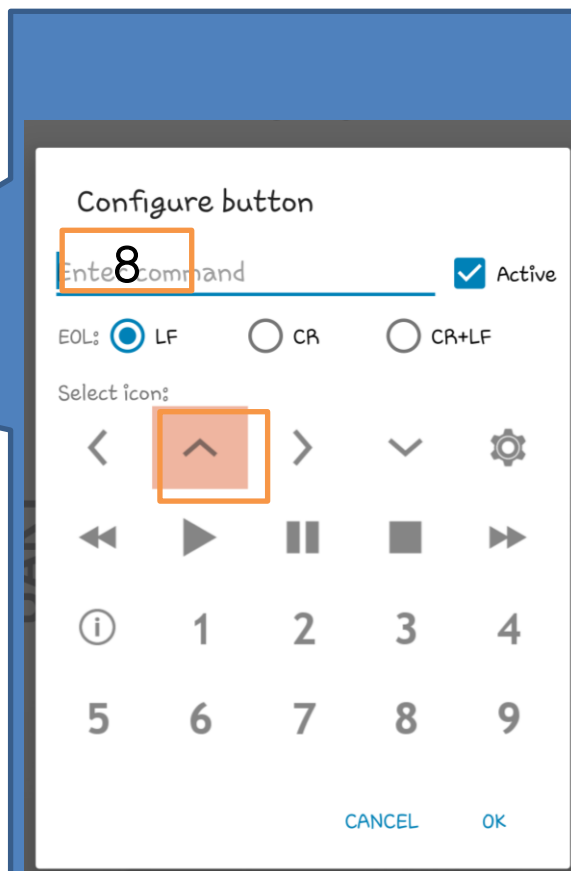 Configure button
8
Enter command
Active
EOL: LF CR CR+LF
Select icon:
i 1 2 3 4
5 6 7 8 9
CANCEL OK